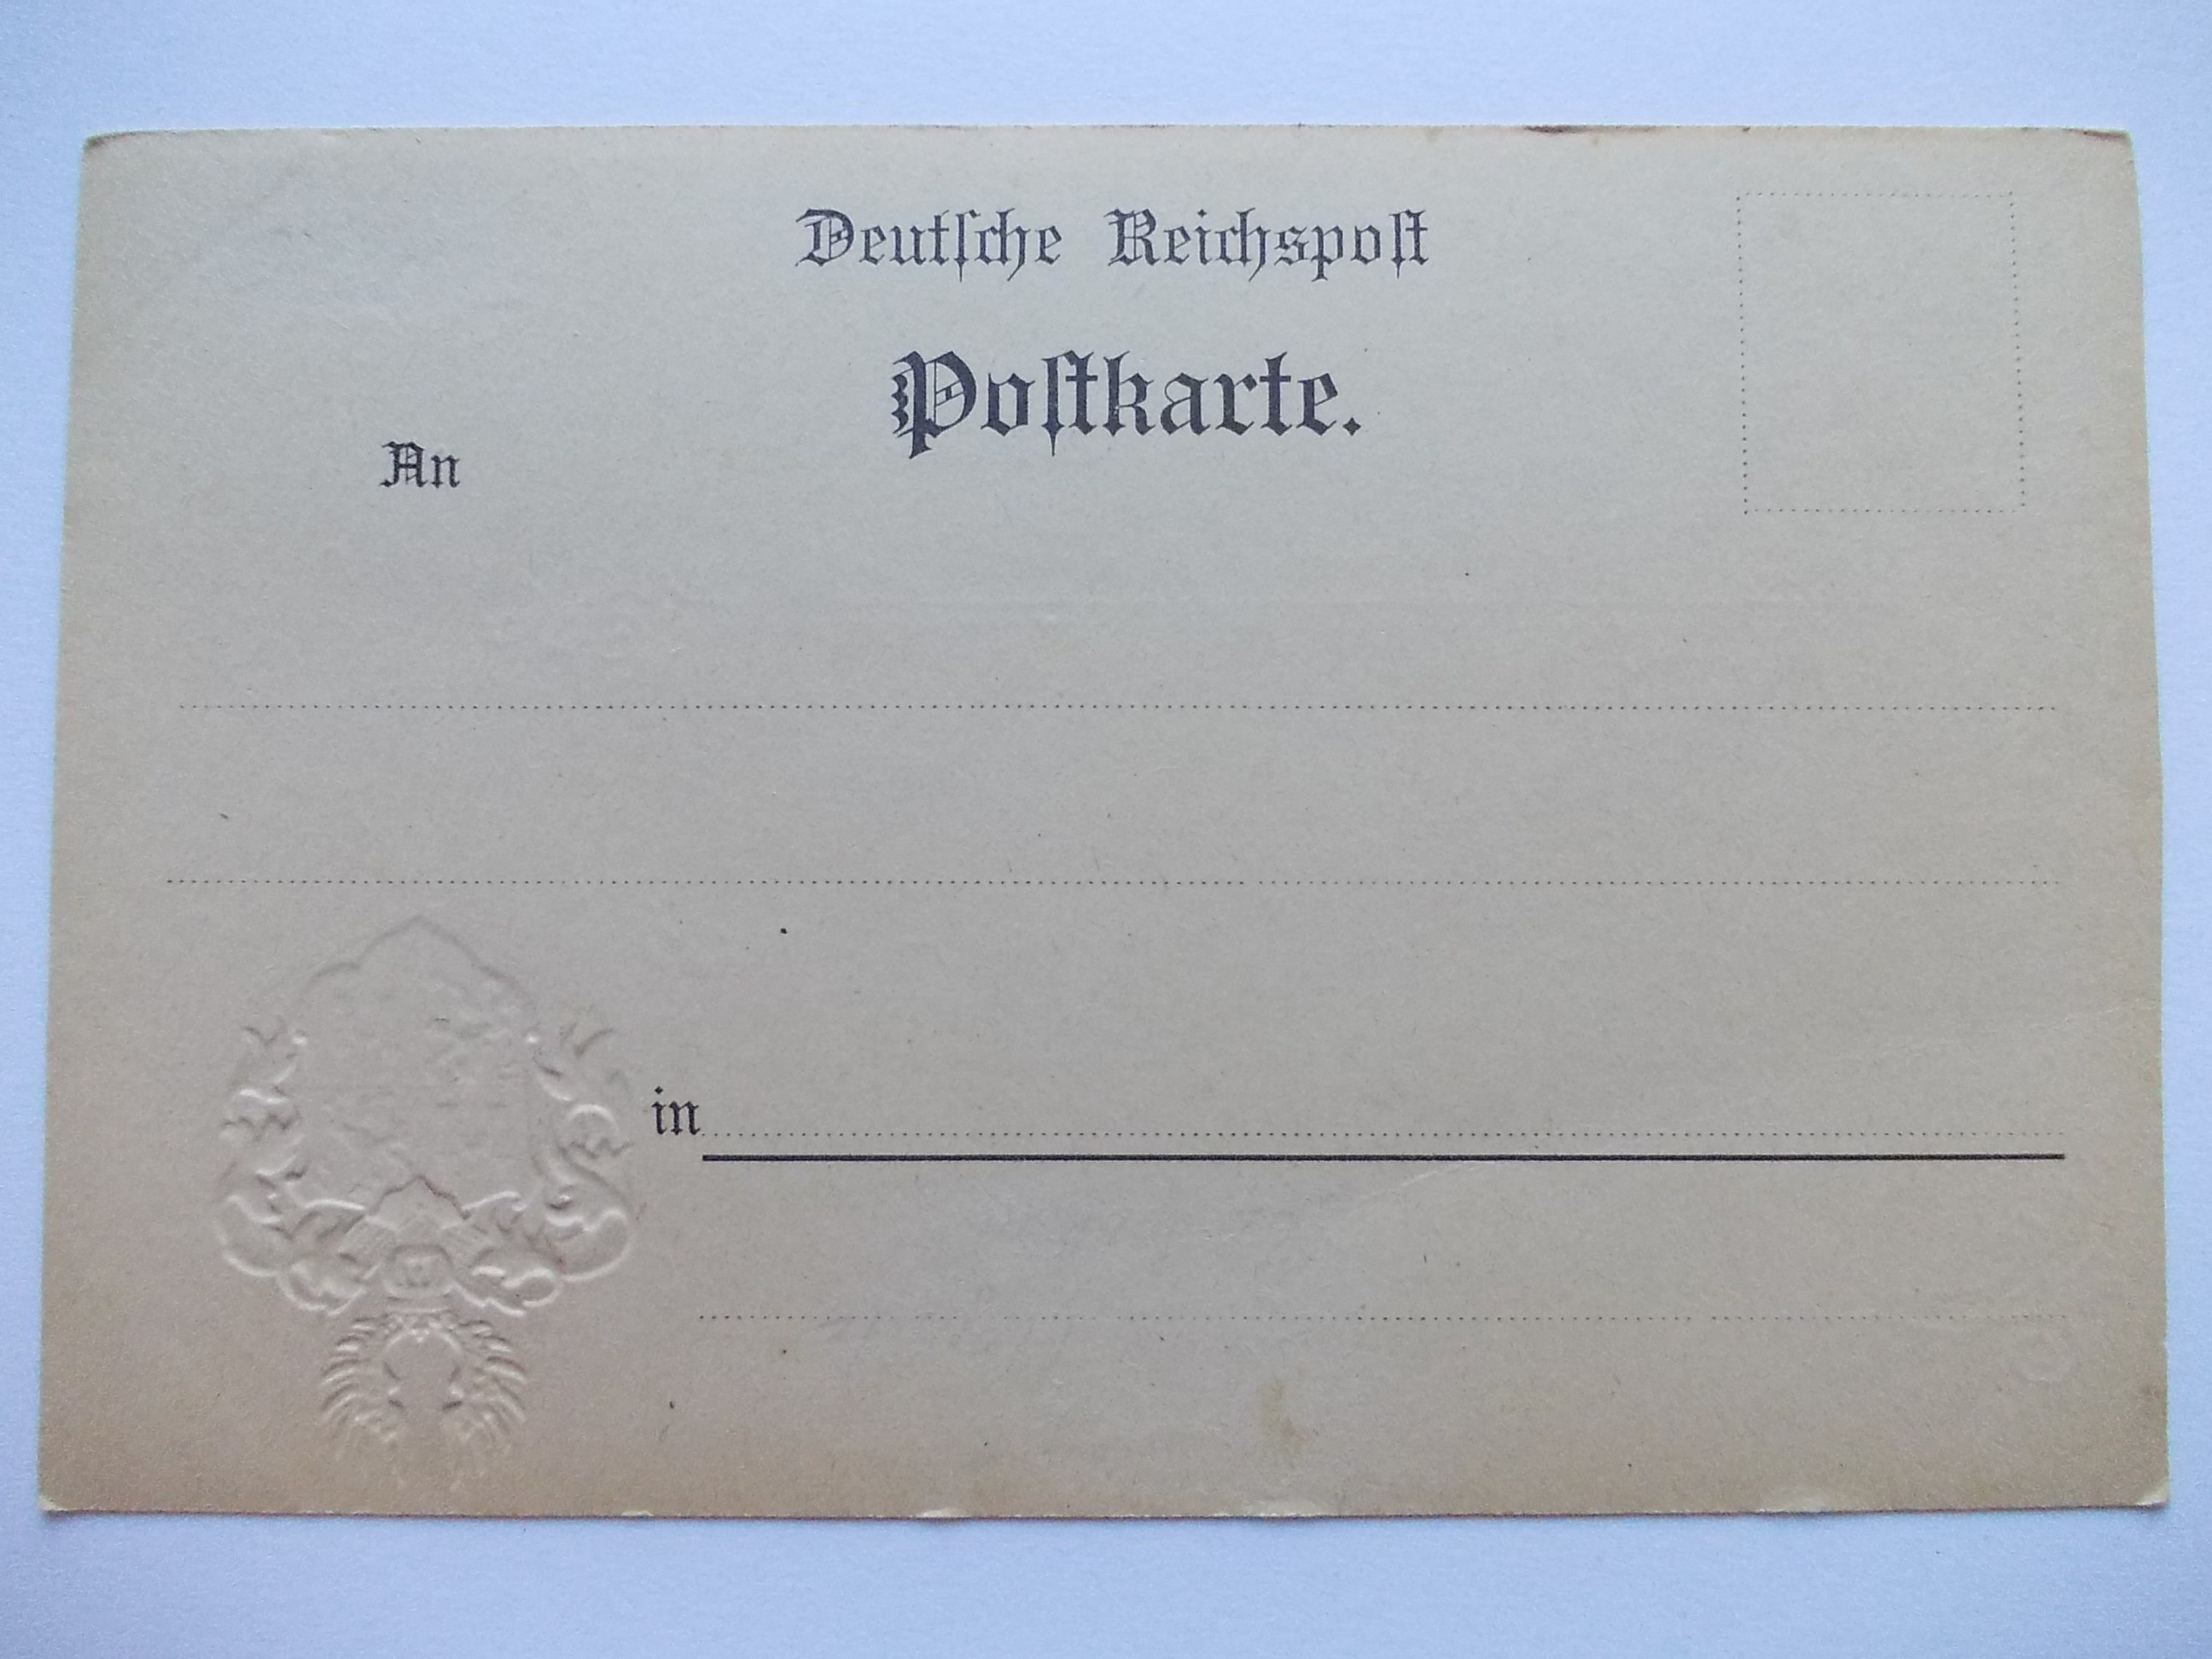 Deutſche Reichspoſt
Poſtkarte.
An
in